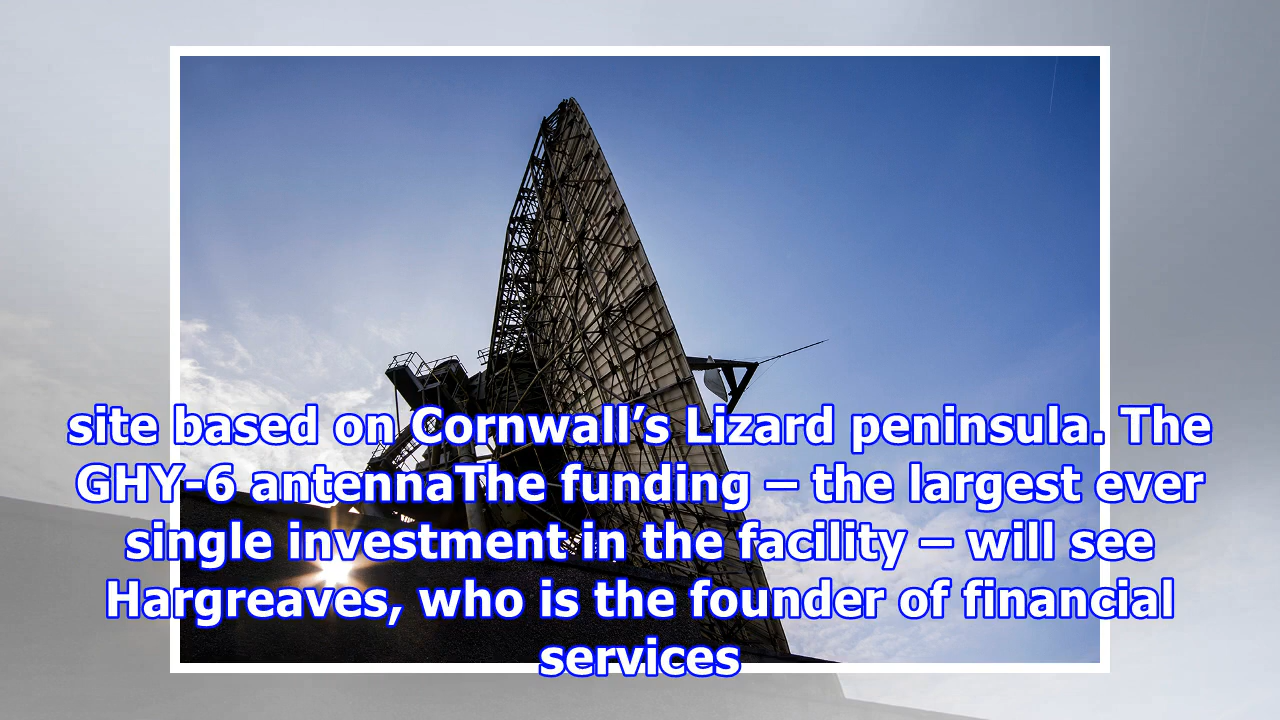 site based on Cornwall’s Lizard peninsula. The
GHY-6 antennaThe funding – the largest ever
single investment in the facility – will see
Hargreaves, who is the founder of financial
services